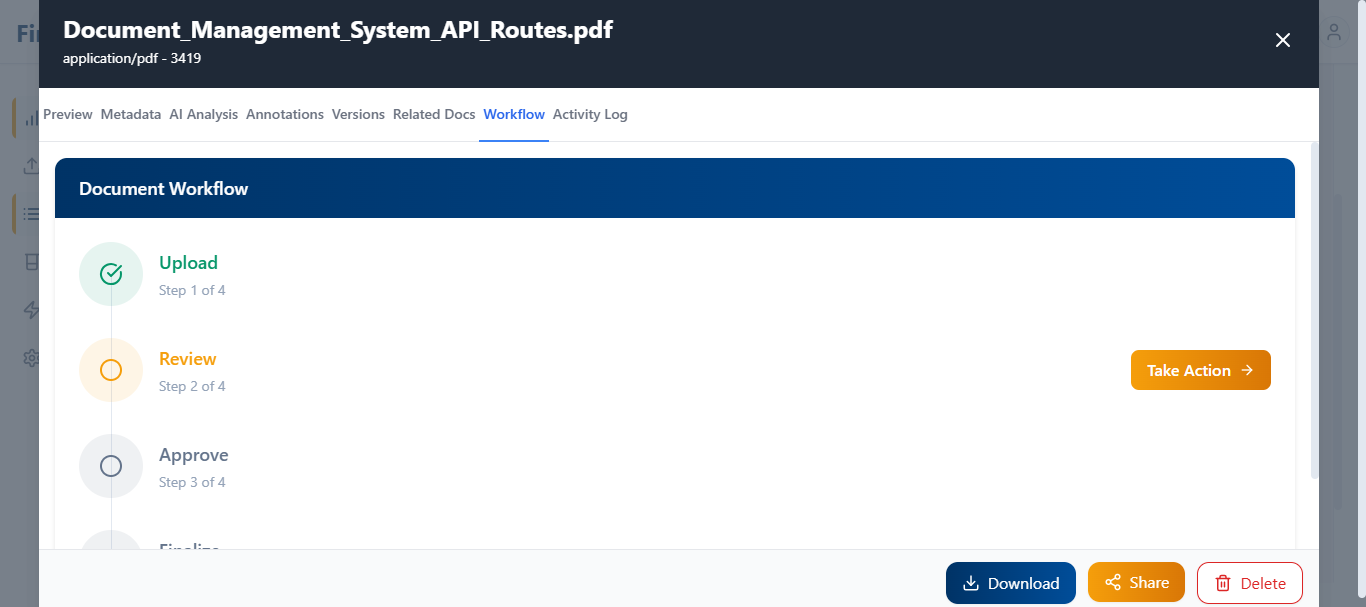 Fi
Document_Management_System_API_Routes.pdf
application/pdf - 3419
Preview Metadata AI Analysis Annotations Versions Related Docs Workflow Activity Log
Document Workflow
Upload
Step 1 of 4
Review
Step 2 of 4
Take Action
Approve
Step 3 of 4
Finalize
Download Share Delete